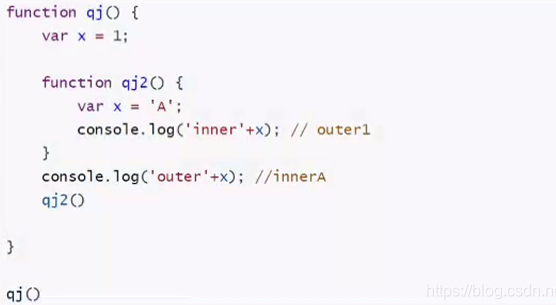 function qj() {
    var x = 1;

    function qj2() {
        var x = 'A';
        console.log('inner'+x); // outer1
    }
    console.log('outer'+x); //innerA
    qj2()

}

qj()
https://blog.csdn.n